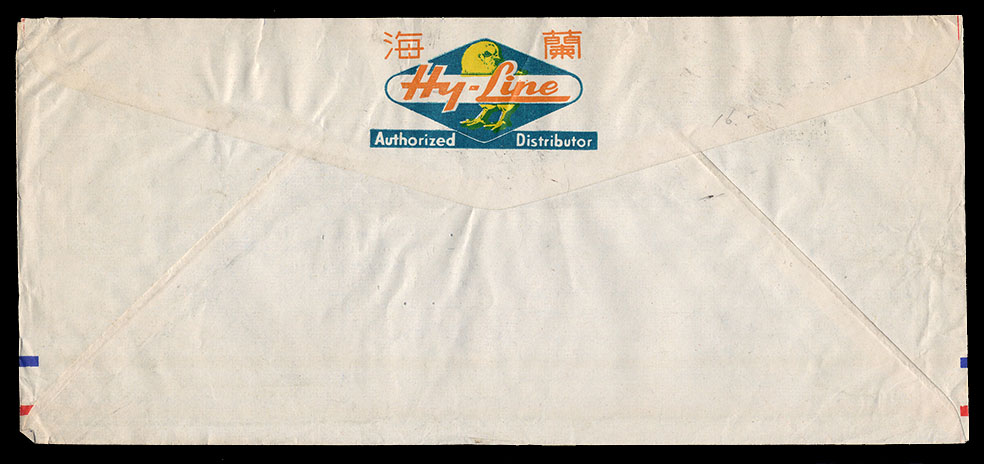 海 蘭
Hy-Line
Authorized Distributor